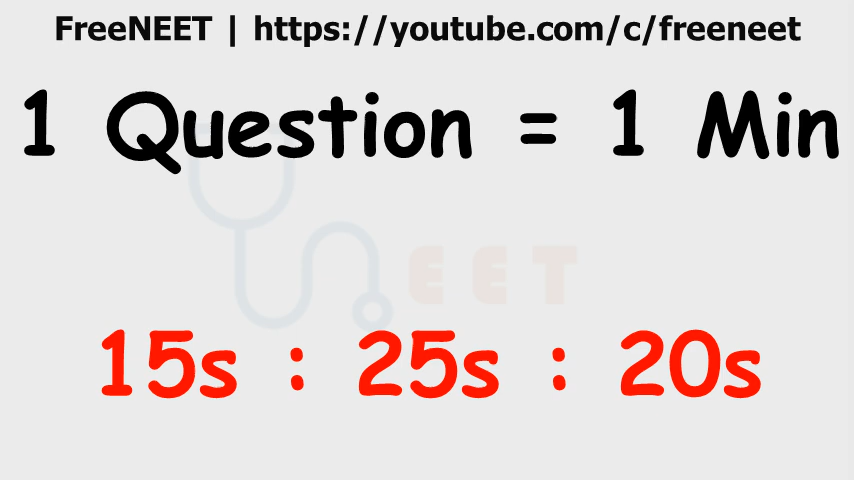 FreeNEET | https://youtube.com/c/freeneet
1 Question = 1 Min
EET
15s : 25s : 20s